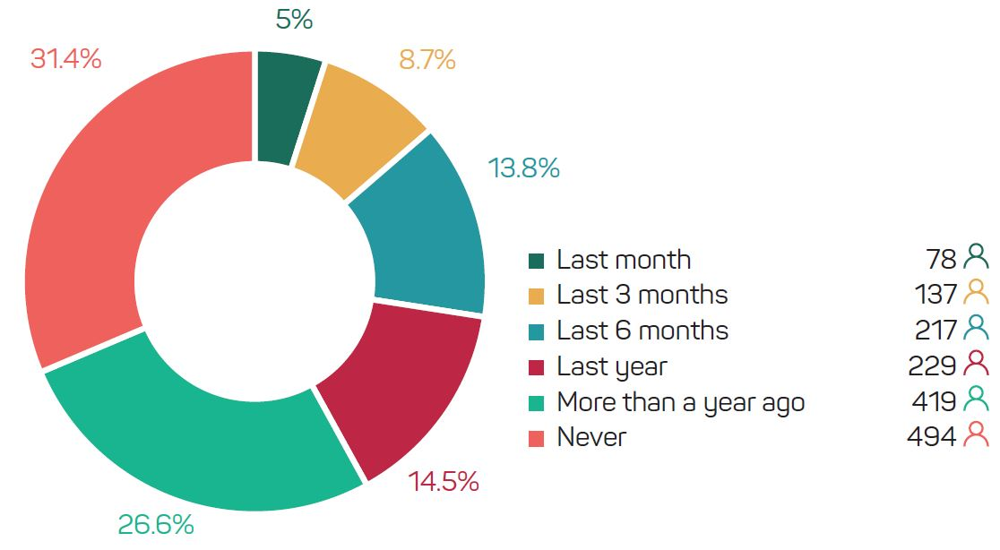 5%
31.4%
8.7%
13.8%
Last month 78
Last 3 months 137
Last 6 months 217
Last year 229
More than a year ago 419
Never 494
14.5%
26.6%